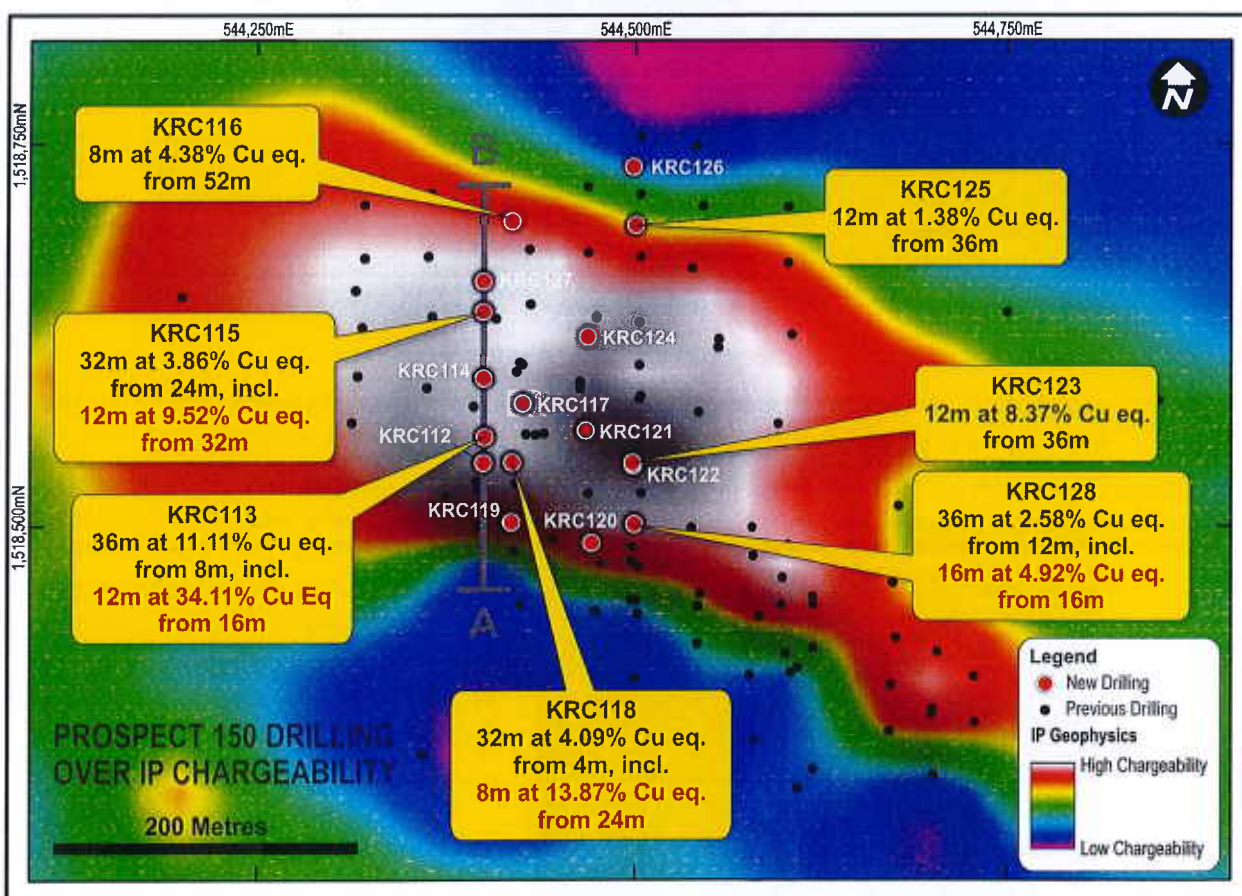 544,250mE
544,500mE
544,750mE
1,518,750mN
1,518,500mN
N
KRC116
8m at 4.38% Cu eq.
from 52m
B
KRC126
KRC125
12m at 1.38% Cu eq.
from 36m
KRC127
KRC115
32m at 3.86% Cu eq.
from 24m, incl.
12m at 9.52% Cu eq.
from 32m
KRC124
KRC114
KRC117
KRC123
12m at 8.37% Cu eq.
from 36m
KRC112
KRC121
KRC122
KRC113
36m at 11.11% Cu eq.
from 8m, incl.
12m at 34.11% Cu Eq
from 16m
KRC119
KRC120
KRC128
36m at 2.58% Cu eq.
from 12m, incl.
16m at 4.92% Cu eq.
from 16m
A
KRC118
32m at 4.09% Cu eq.
from 4m, incl.
8m at 13.87% Cu eq.
from 24m
PROSPECT 150 DRILLING
OVER IP CHARGEABILITY
200 Metres
Legend
New Drilling
Previous Drilling
IP Geophysics
High Chargeability
Low Chargeability